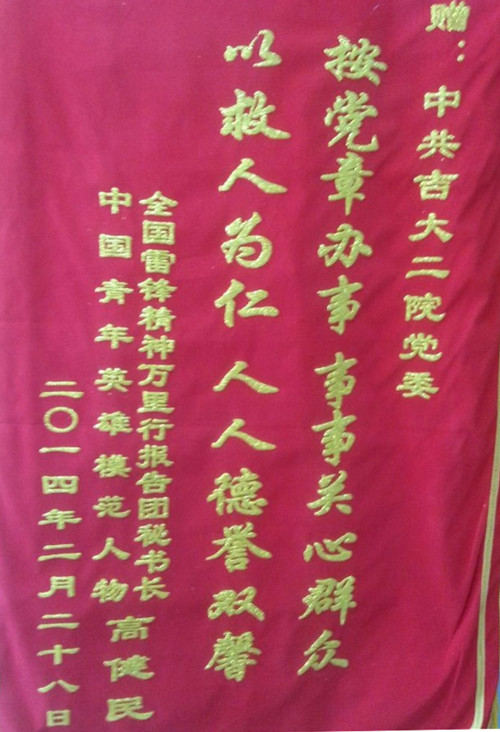 赠：中共吉大二院党委
按党章办事 事事关心群众
以救人为仁 人人德誉双馨
全国雷锋精神万里行报告团秘书长
中国青年英雄模范人物 高健民
二〇一四年二月二十八日